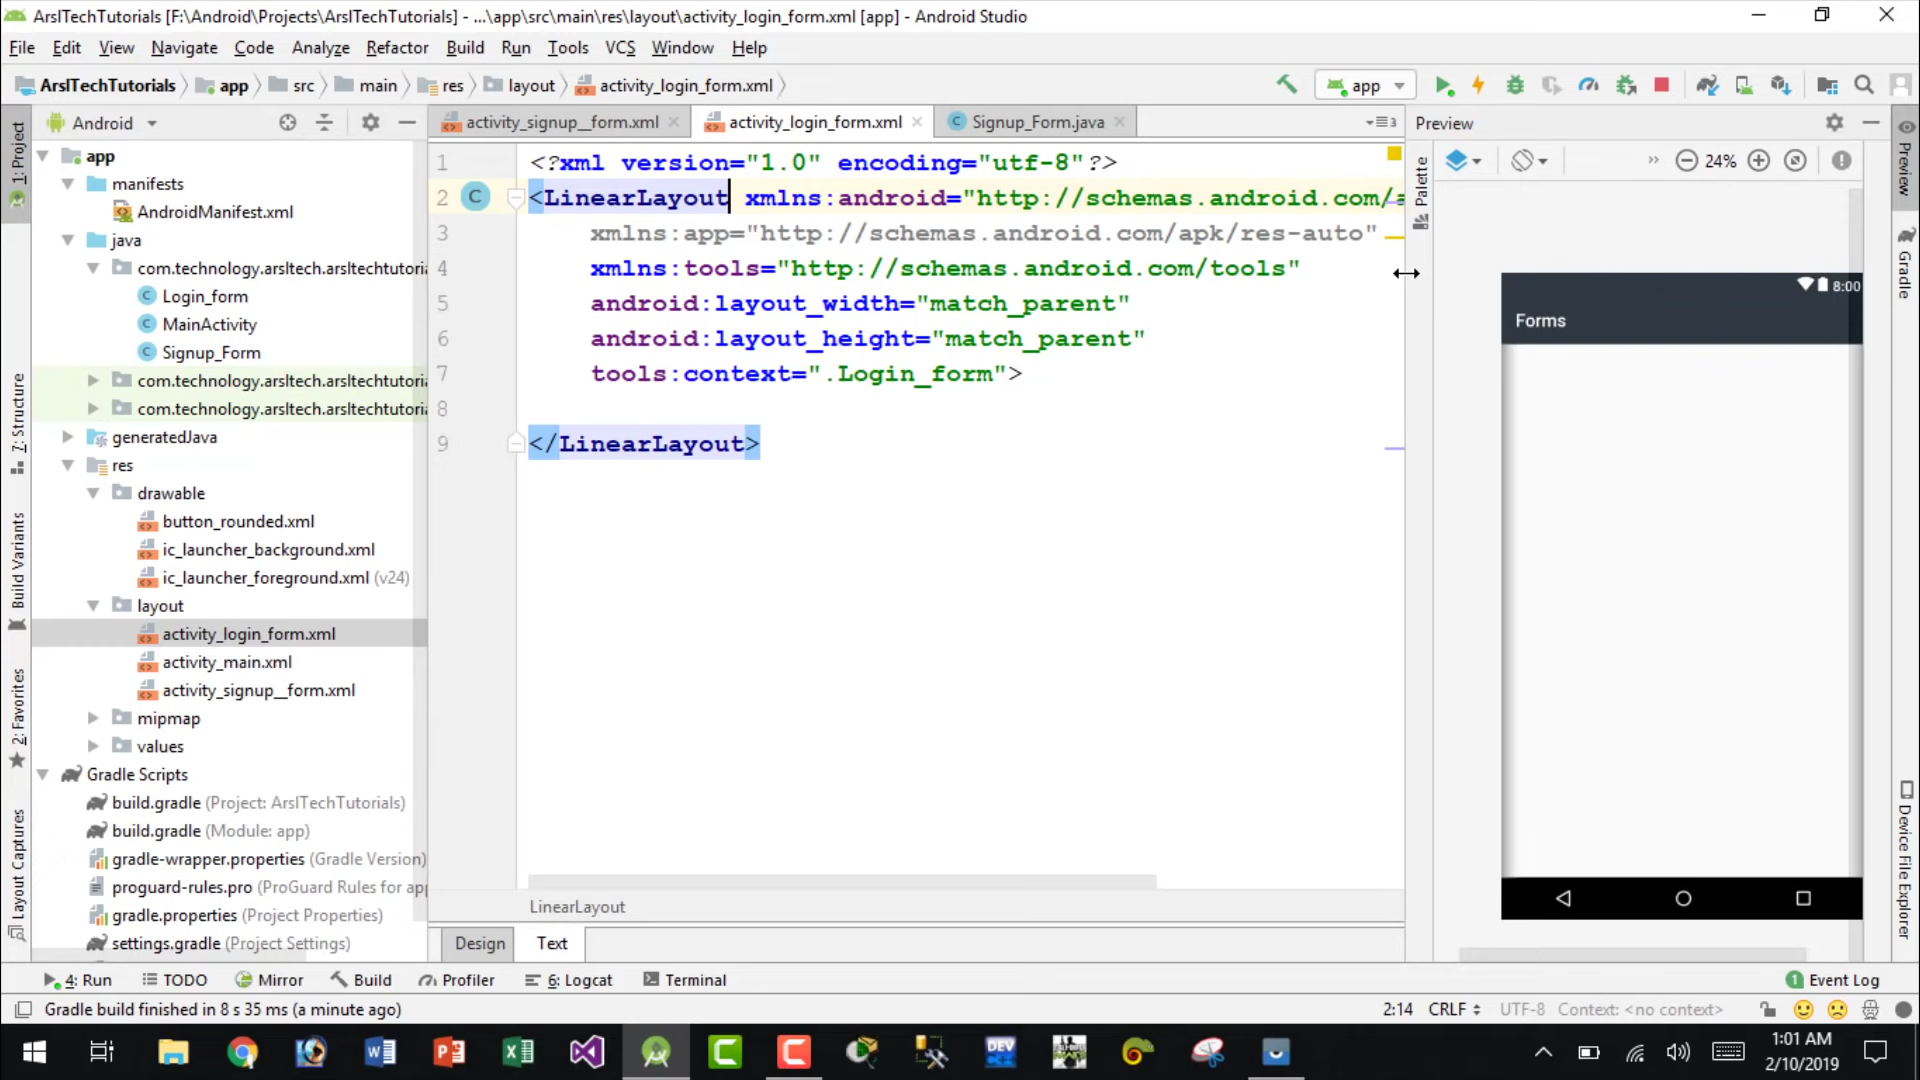 ArslTechTutorials [F:\Android\Projects\ArslTechTutorials] - ...\app\src\main\res\layout\activity_login_form.xml [app] - Android Studio
File Edit View Navigate Code Analyze Refactor Build Run Tools VCS Window Help
ArslTechTutorials app src main res layout activity_login_form.xml
app
Android
activity_signup__form.xml activity_login_form.xml Signup_Form.java
Preview
24%
1: Project
7: Structure
Build Variants
2: Favorites
Layout Captures
app
manifests
AndroidManifest.xml
java
com.technology.arsltech.arsltechtutoria
Login_form
MainActivity
Signup_Form
com.technology.arsltech.arsltechtutoria
com.technology.arsltech.arsltechtutoria
generatedJava
res
drawable
button_rounded.xml
ic_launcher_background.xml
ic_launcher_foreground.xml (v24)
layout
activity_login_form.xml
activity_main.xml
activity_signup__form.xml
mipmap
values
Gradle Scripts
build.gradle (Project: ArslTechTutorials)
build.gradle (Module: app)
gradle-wrapper.properties (Gradle Version)
proguard-rules.pro (ProGuard Rules for app
gradle.properties (Project Properties)
settings.gradle (Project Settings)
1 <?xml version="1.0" encoding="utf-8"?>
2 <LinearLayout xmlns:android="http://schemas.android.com/a
3 xmlns:app="http://schemas.android.com/apk/res-auto"
4 xmlns:tools="http://schemas.android.com/tools"
5 android:layout_width="match_parent"
6 android:layout_height="match_parent"
7 tools:context=".Login_form">
8
9 </LinearLayout>
LinearLayout
Design Text
Palette
8:00
Forms
Preview
Gradle
Device File Explorer
4: Run TODO Mirror Build Profiler 6: Logcat Terminal
1 Event Log
Gradle build finished in 8 s 35 ms (a minute ago)
2:14 CRLF UTF-8 Context: <no context>
1:01 AM
2/10/2019